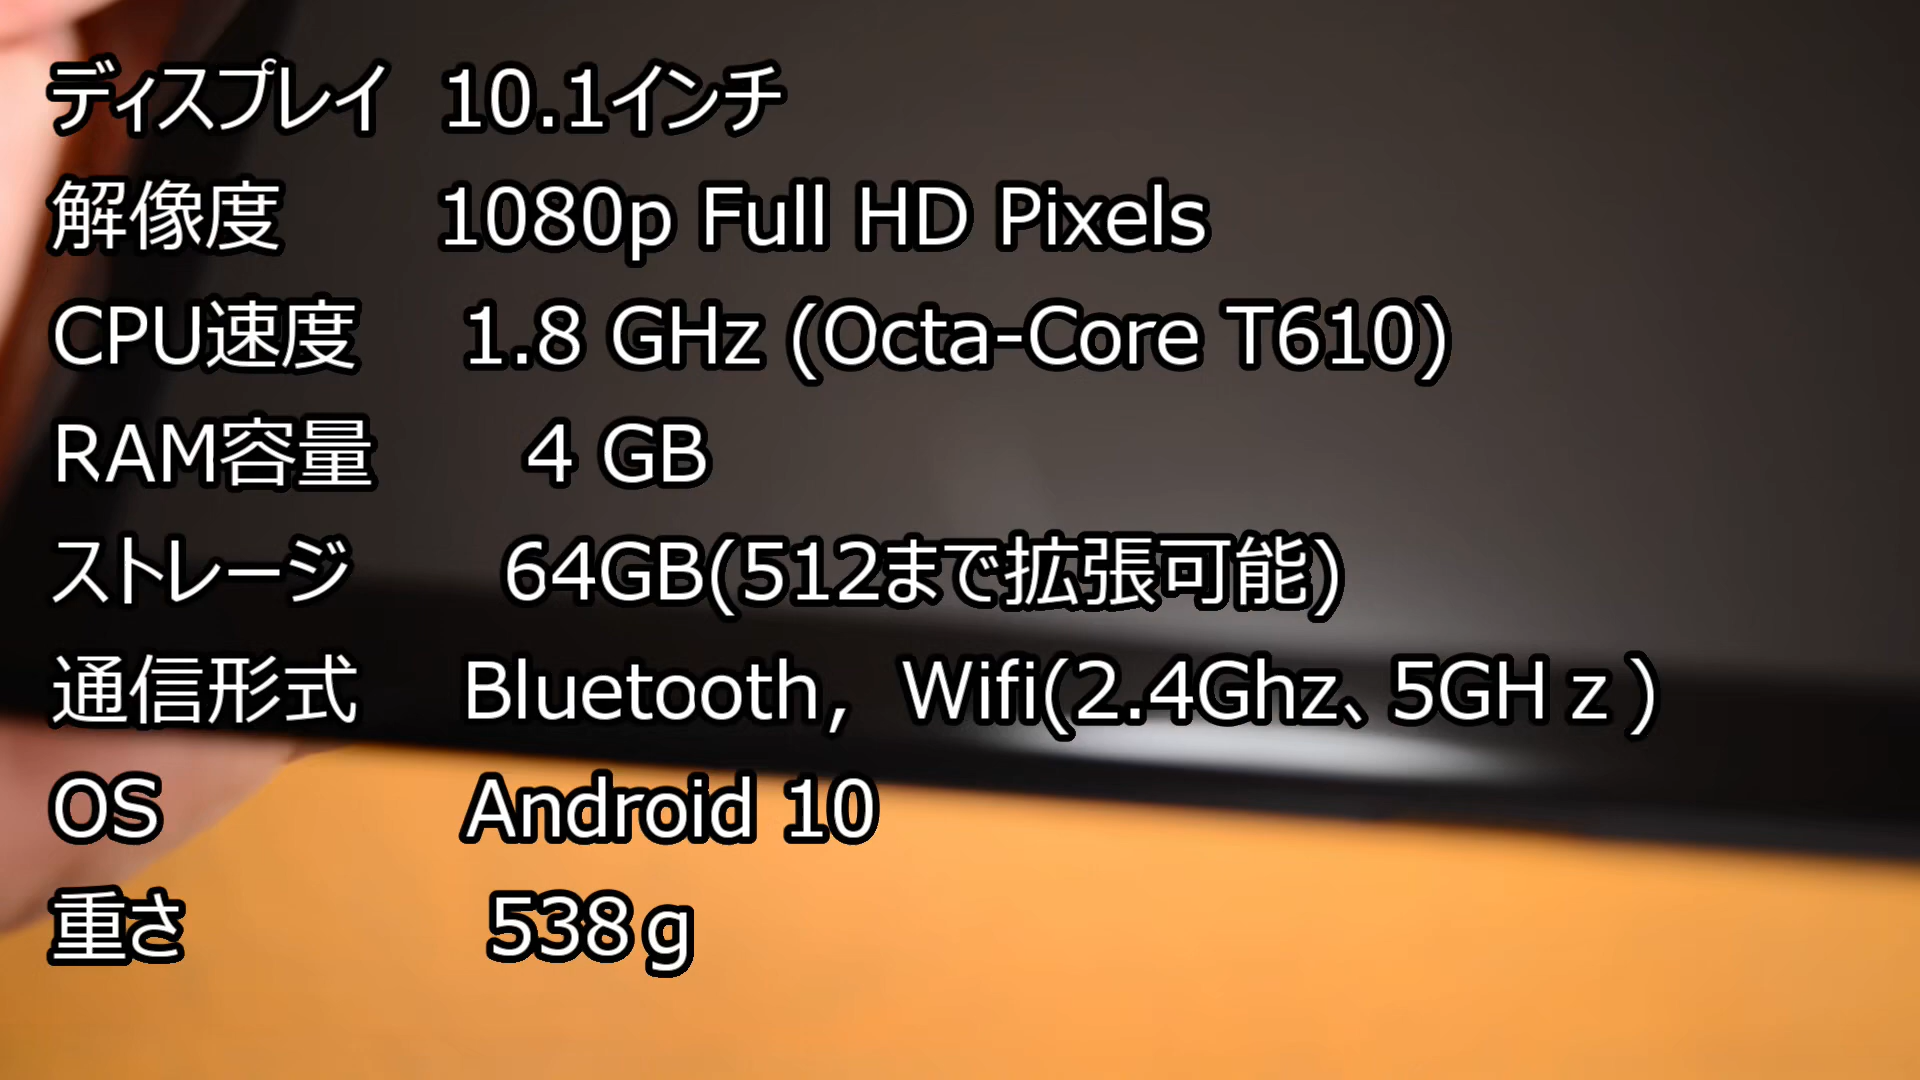 ディスプレイ 10.1インチ
解像度 1080p Full HD Pixels
CPU速度 1.8 GHz (Octa-Core T610)
RAM容量 4 GB
ストレージ 64GB(512まで拡張可能)
通信形式 Bluetooth, Wifi(2.4Ghz、5GHｚ)
OS Android 10
重さ 538ｇ